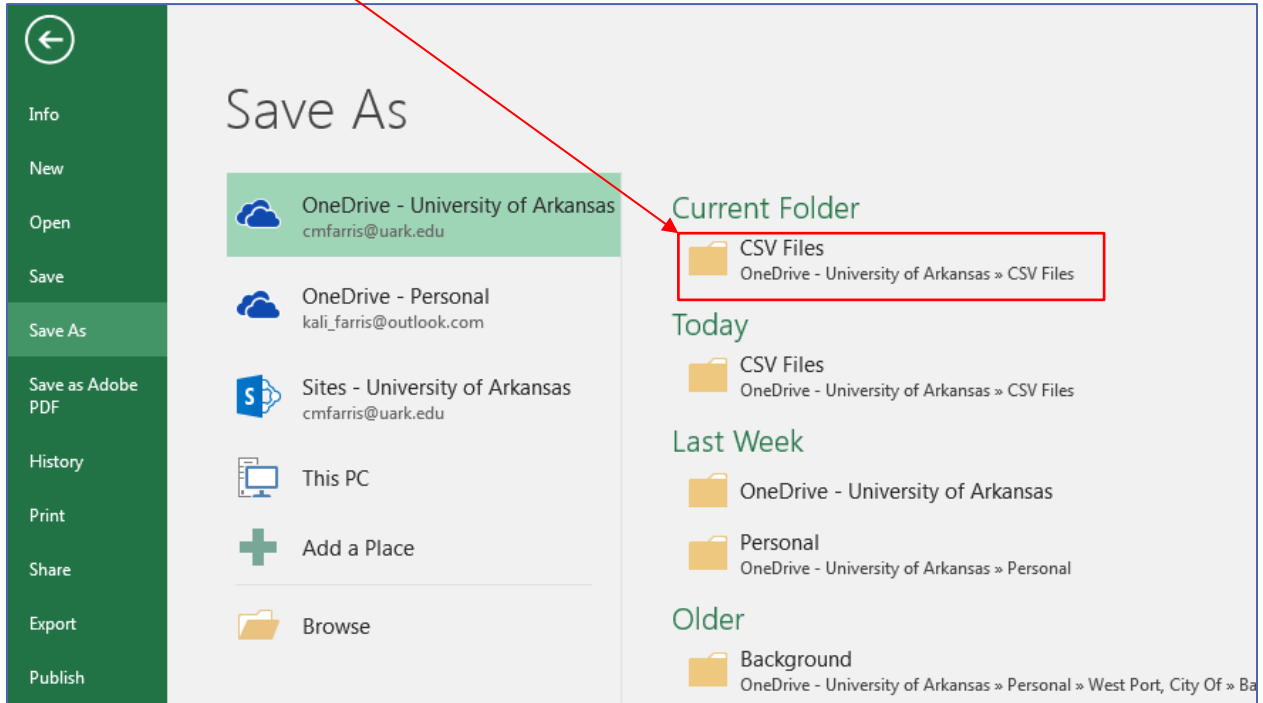 Info
New
Open
Save
Save As
Save as Adobe
PDF
History
Print
Share
Export
Publish
Save As
OneDrive - University of Arkansas
cmfarris@uark.edu
OneDrive - Personal
kali_farris@outlook.com
S
Sites - University of Arkansas
cmfarris@uark.edu
This PC
Add a Place
Browse
Current Folder
CSV Files
OneDrive - University of Arkansas » CSV Files
Today
CSV Files
OneDrive - University of Arkansas » CSV Files
Last Week
OneDrive - University of Arkansas
Personal
OneDrive - University of Arkansas » Personal
Older
Background
OneDrive - University of Arkansas » Personal » West Port, City Of » Ba